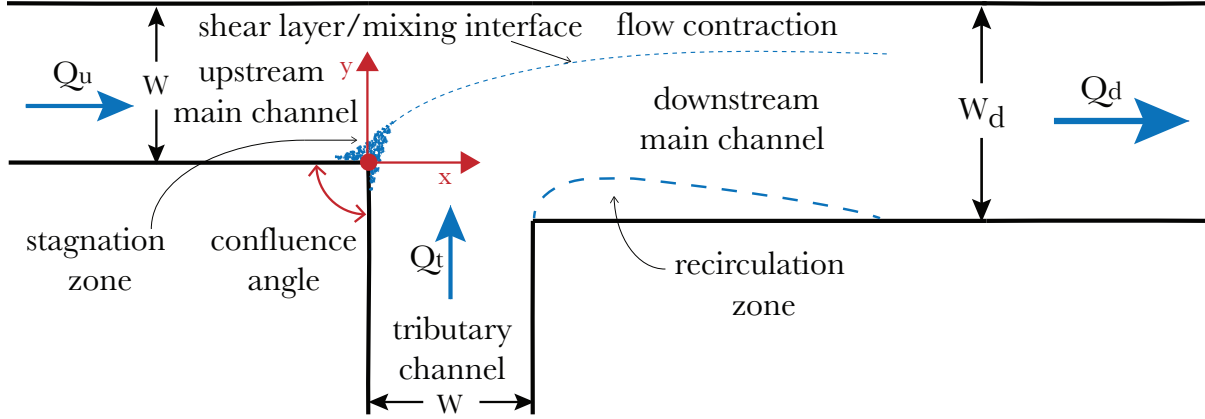 shear layer/mixing interface
flow contraction
Qu
W
upstream
main channel
y
x
downstream
main channel
Wd
Qd
stagnation
zone
confluence
angle
Qt
recirculation
zone
tributary
channel
W